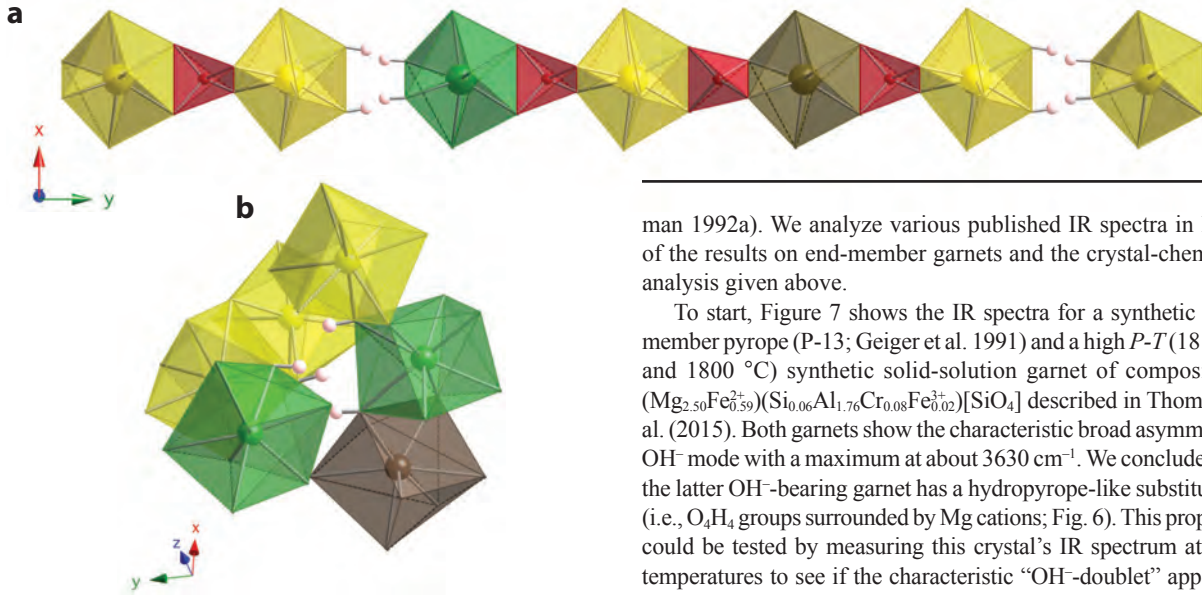 a
x
y
b
z
x
y
man 1992a). We analyze various published IR spectra in
of the results on end-member garnets and the crystal-chem
analysis given above.
To start, Figure 7 shows the IR spectra for a synthetic
member pyrope (P-13; Geiger et al. 1991) and a high P-T (18
and 1800 °C) synthetic solid-solution garnet of compos
(Mg₂.₅₀Fe²⁺₀.₅₉)(Si₀.₀₆Al₁.₇₆Cr₀.₀₈Fe³⁺₀.₀₂)[SiO₄] described in Thom
al. (2015). Both garnets show the characteristic broad asymm
OH⁻ mode with a maximum at about 3630 cm⁻¹. We conclude
the latter OH⁻-bearing garnet has a hydropyrope-like substitu
(i.e., O₄H₄ groups surrounded by Mg cations; Fig. 6). This prop
could be tested by measuring this crystal’s IR spectrum at
temperatures to see if the characteristic “OH⁻-doublet” app